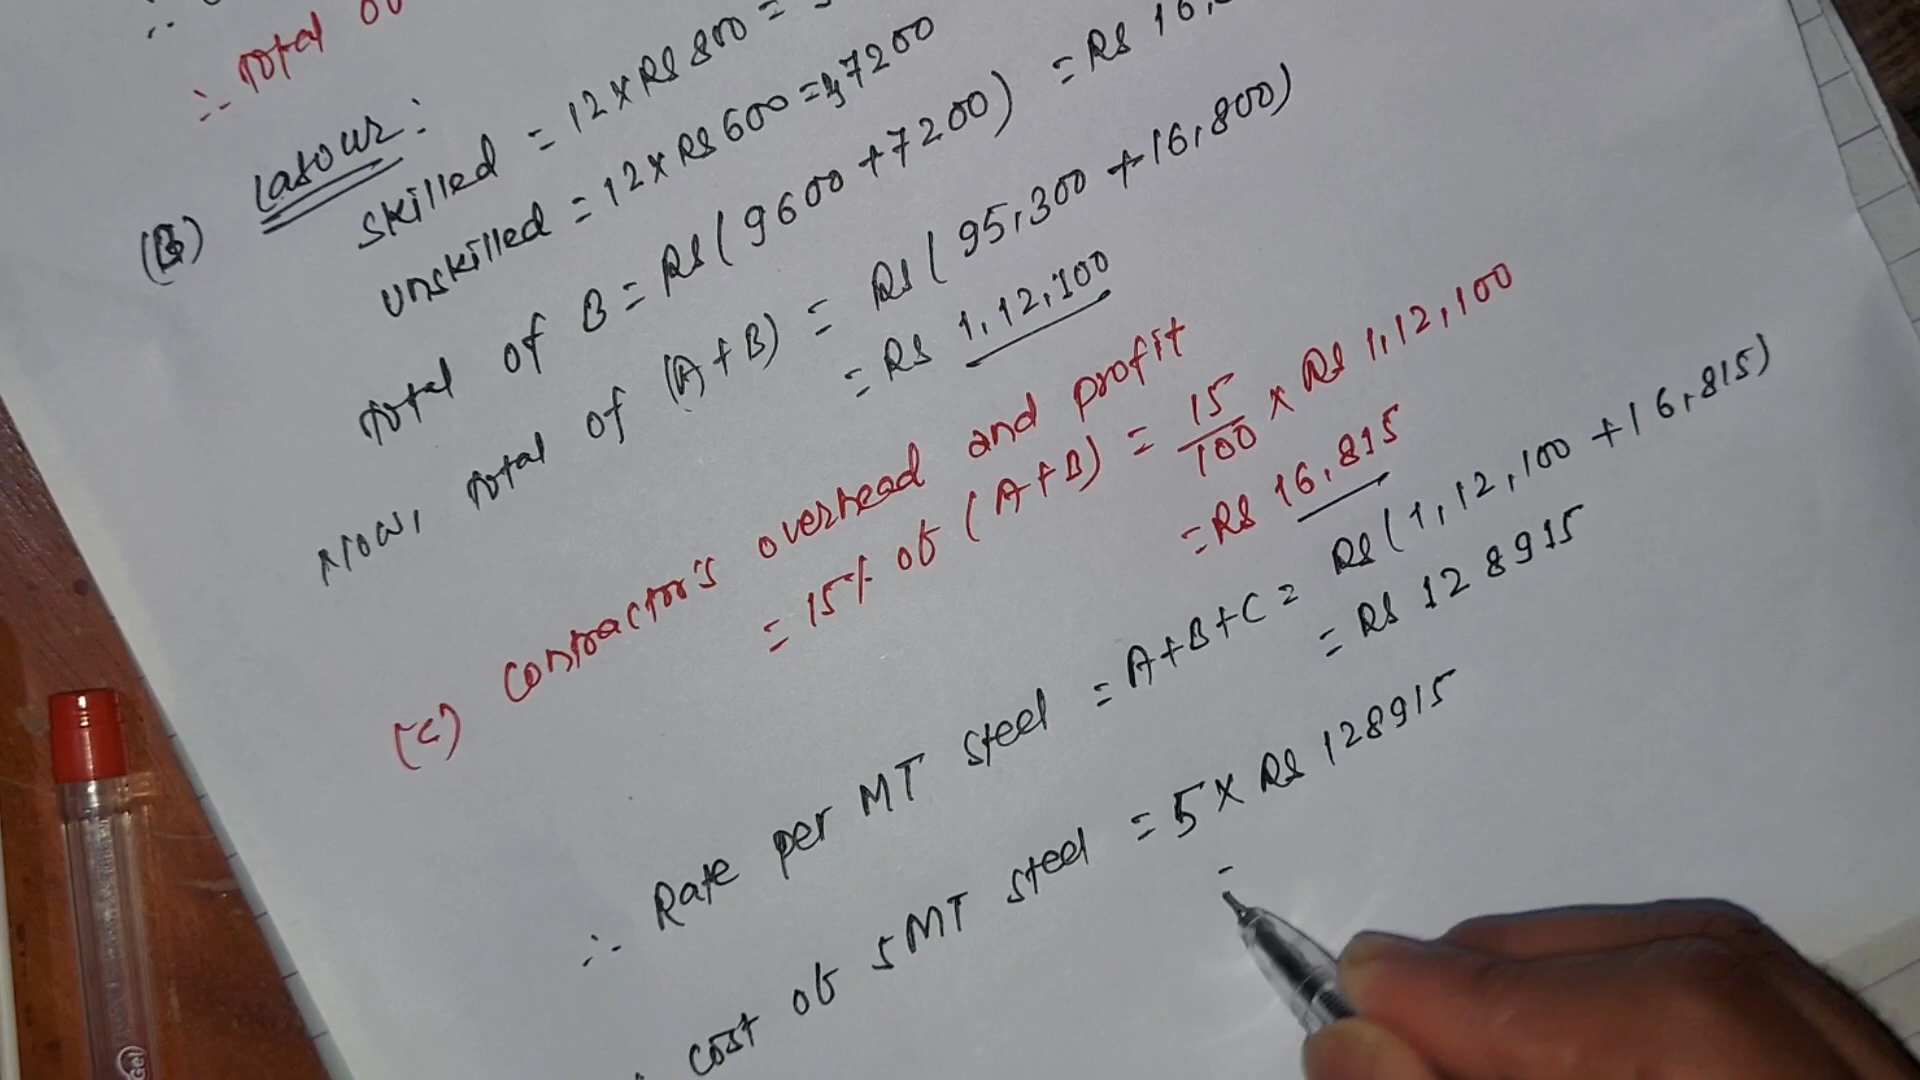 ∴ Total
(B) Labour:
Skilled = 12 × RS 800 =
Unskilled = 12 × RS 600 = 7200
Total of B = RS (9600 + 7200) = RS 16,
Now, Total of (A + B) = RS (95,300 + 16,800)
= RS 1,12,100
(C) Contractor's overhead and profit
= 15% of (A + B) = 15/100 × RS 1,12,100
= RS 16,815
∴ Rate per MT steel = A + B + C = RS (1,12,100 + 16,815)
= RS 128915
cost of 5 MT steel = 5 × RS 128915
=